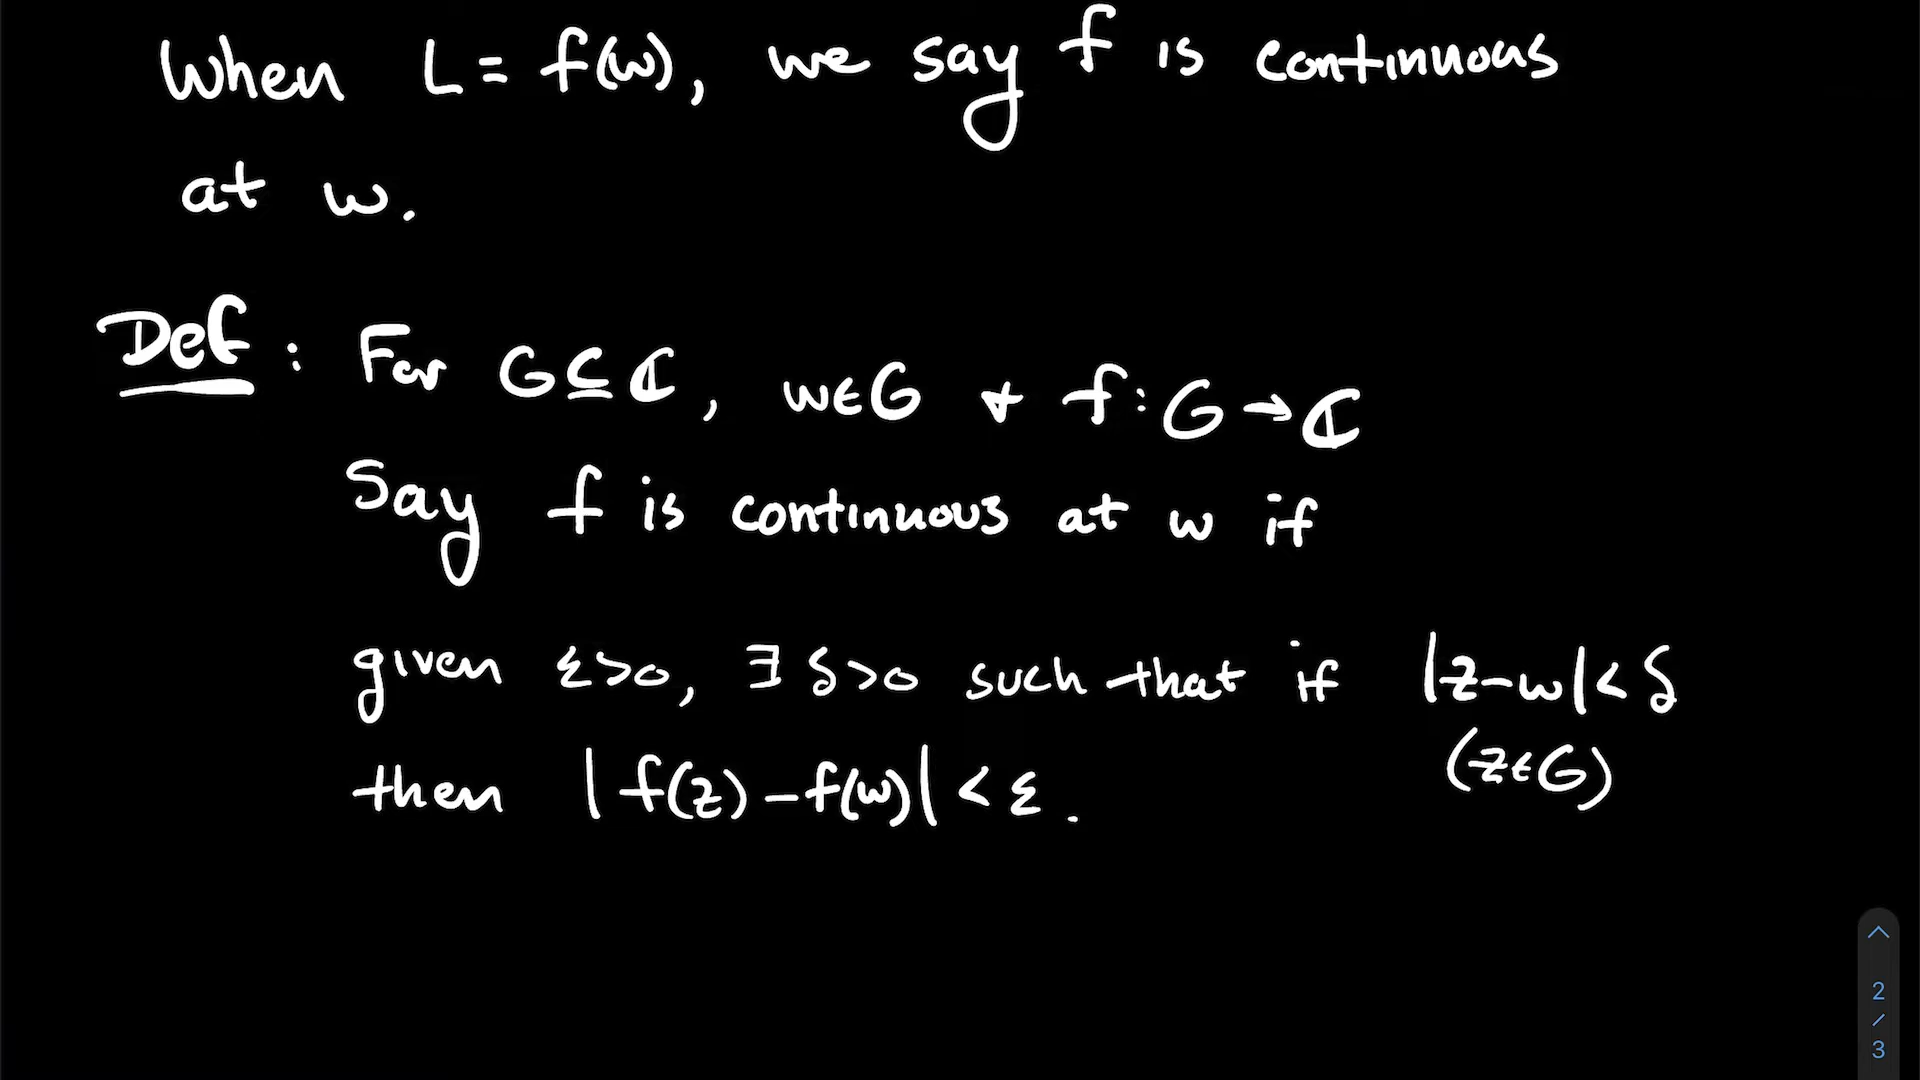 When L = f(w), we say f is continuous
at w.
Def: For G ⊆ ℂ, w∈G & f: G → ℂ
Say f is continuous at w if
given ε>0, ∃ δ>0 such that if |z-w|< δ
(z∈G)
then |f(z) - f(w)| < ε.
2
/
3